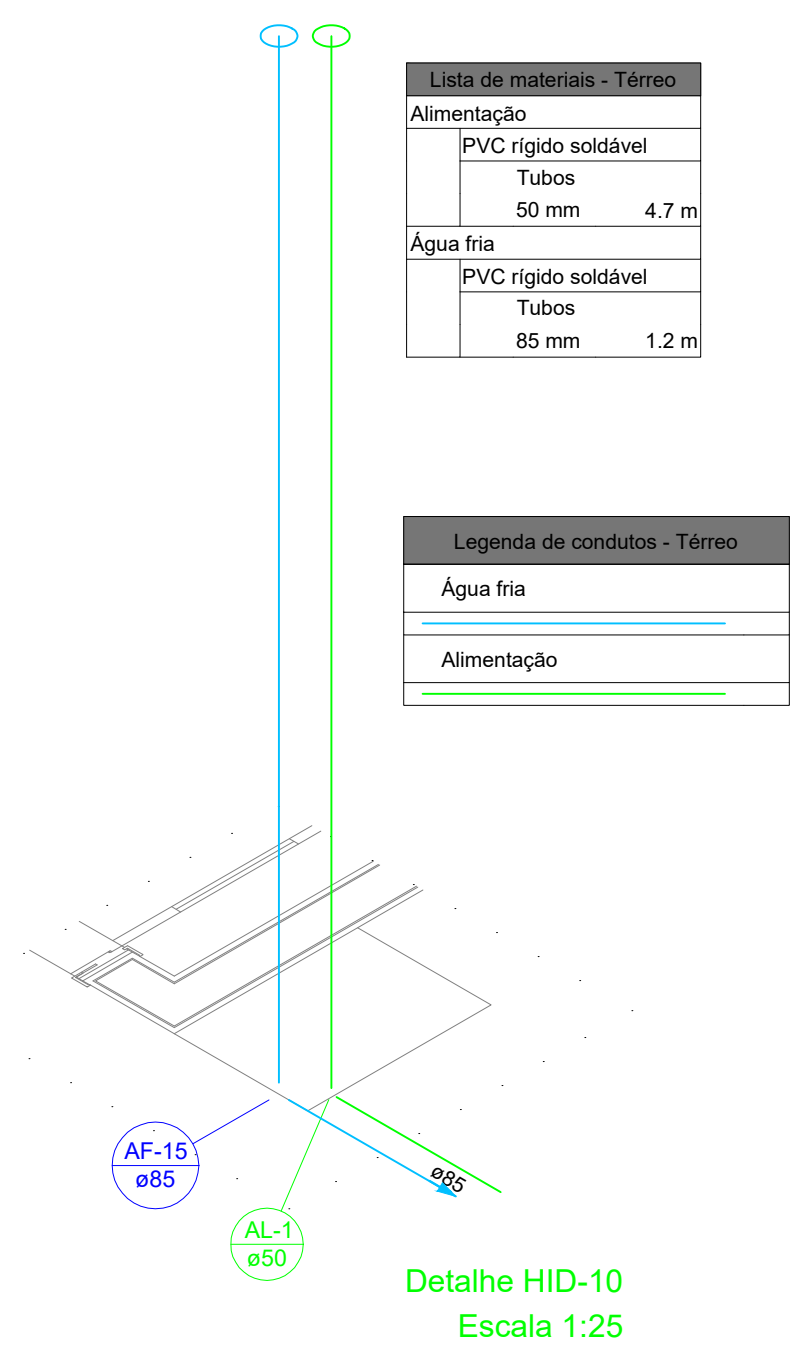 Lista de materiais - Térreo
Alimentação
PVC rígido soldável
Tubos
50 mm 4.7 m
Água fria
PVC rígido soldável
Tubos
85 mm 1.2 m
Legenda de condutos - Térreo
Água fria
Alimentação
AF-15
ø85
ø85
AL-1
ø50
Detalhe HID-10
Escala 1:25